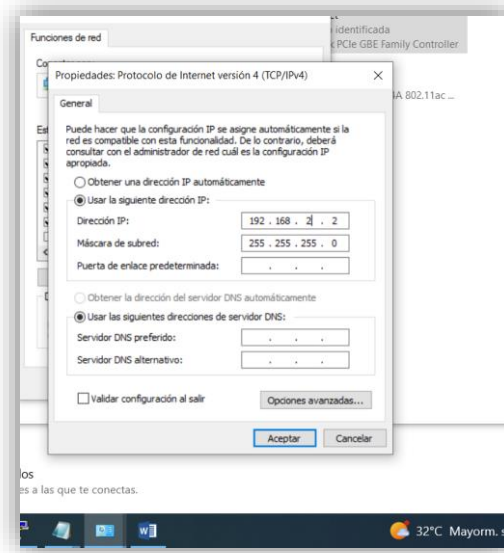 identificada
Funciones de red
PCIe GBE Family Controller
Propiedades: Protocolo de Internet versión 4 (TCP/IPv4)
802.11ac ...
General
Puede hacer que la configuración IP se asigne automáticamente si la
red es compatible con esta funcionalidad. De lo contrario, deberá
consultar con el administrador de red cuál es la configuración IP
apropiada.
Obtener una dirección IP automáticamente
Usar la siguiente dirección IP:
Dirección IP: 192 . 168 . 2 . 2
Máscara de subred: 255 . 255 . 255 . 0
Puerta de enlace predeterminada: . . .
Obtener la dirección del servidor DNS automáticamente
Usar las siguientes direcciones de servidor DNS:
Servidor DNS preferido: . . .
Servidor DNS alternativo: . . .
Validar configuración al salir
Opciones avanzadas...
Aceptar Cancelar
a las que te conectas.
32°C Mayorm.